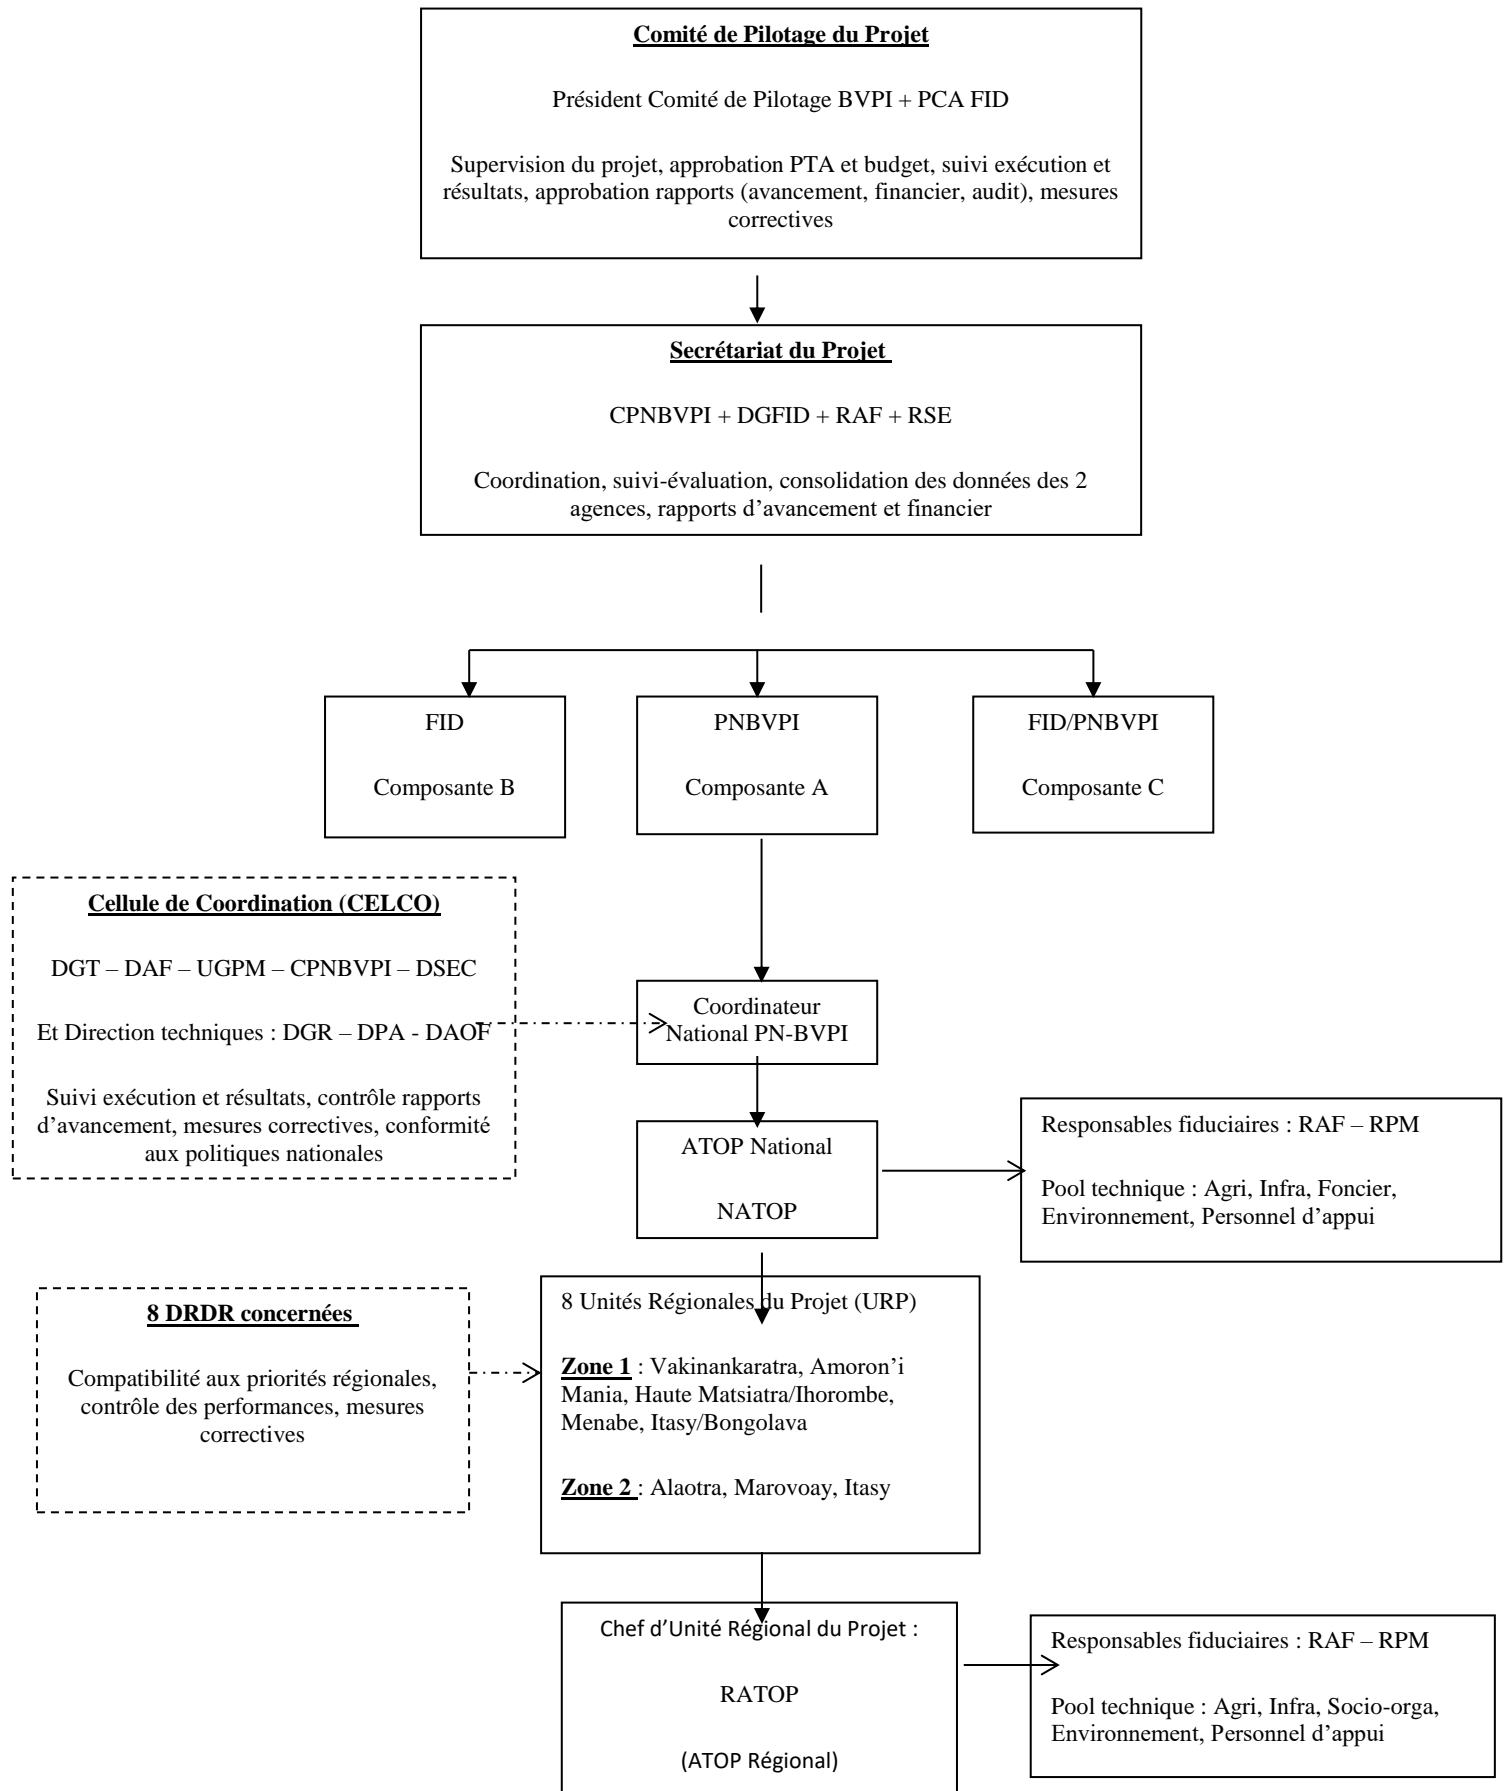 Comité de Pilotage du Projet
Président Comité de Pilotage BVPI + PCA FID
Supervision du projet, approbation PTA et budget, suivi exécution et
résultats, approbation rapports (avancement, financier, audit), mesures
correctives
Secrétariat du Projet
CPNBVPI + DGFID + RAF + RSE
Coordination, suivi-évaluation, consolidation des données des 2
agences, rapports d’avancement et financier
FID
Composante B
PNBVPI
Composante A
FID/PNBVPI
Composante C
Cellule de Coordination (CELCO)
DGT – DAF – UGPM – CPNBVPI – DSEC
Et Direction techniques : DGR – DPA - DAOF
Suivi exécution et résultats, contrôle rapports
d’avancement, mesures correctives, conformité
aux politiques nationales
Coordinateur
National PN-BVPI
ATOP National
NATOP
Responsables fiduciaires : RAF – RPM
Pool technique : Agri, Infra, Foncier,
Environnement, Personnel d’appui
8 DRDR concernées
Compatibilité aux priorités régionales,
contrôle des performances, mesures
correctives
8 Unités Régionales du Projet (URP)
Zone 1 : Vakinankaratra, Amoron’i
Mania, Haute Matsiatra/Ihorombe,
Menabe, Itasy/Bongolava
Zone 2 : Alaotra, Marovoay, Itasy
Chef d’Unité Régional du Projet :
RATOP
(ATOP Régional)
Responsables fiduciaires : RAF – RPM
Pool technique : Agri, Infra, Socio-orga,
Environnement, Personnel d’appui